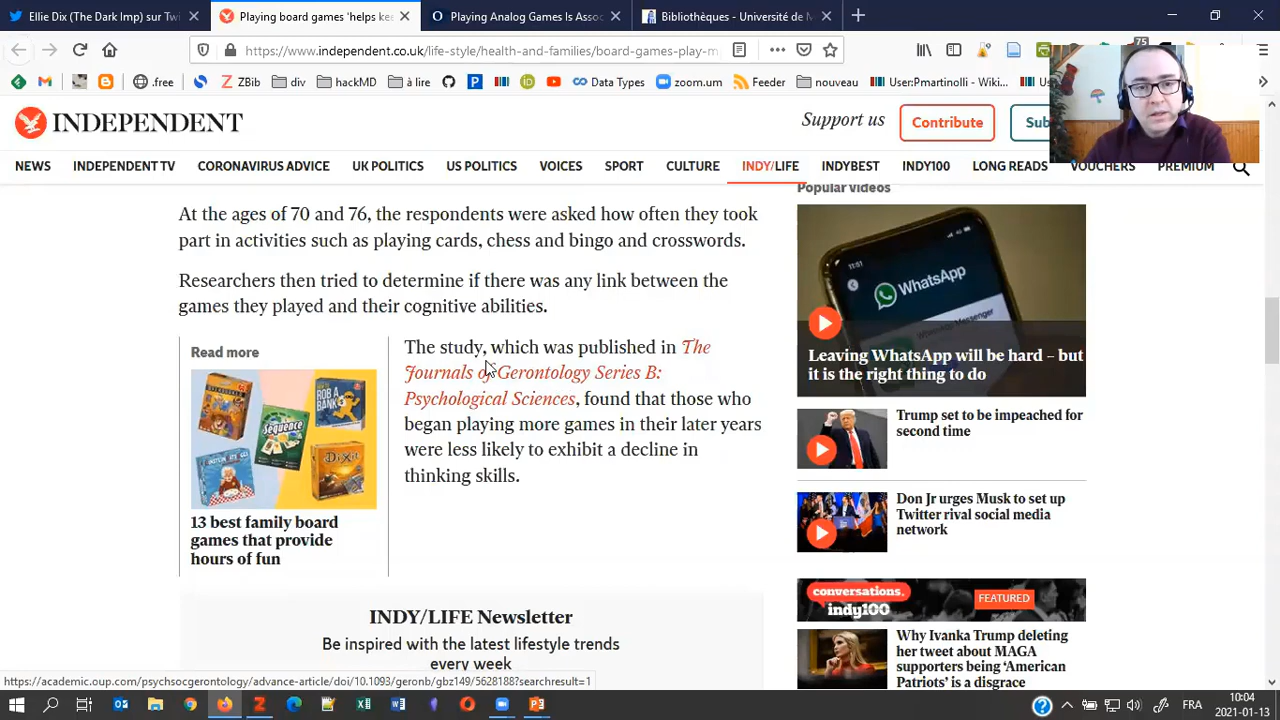 Ellie Dix (The Dark Imp) sur Twi
Playing board games 'helps kee
Playing Analog Games Is Assoc
Bibliothèques - Université de M
https://www.independent.co.uk/life-style/health-and-families/board-games-play-m
75
.free
ZBib
div
hackMD
à lire
Data Types
zoom.um
Feeder
nouveau
User:Pmartinolli - Wiki...
INDEPENDENT
Support us
Contribute
Sub
NEWS
INDEPENDENT TV
CORONAVIRUS ADVICE
UK POLITICS
US POLITICS
VOICES
SPORT
CULTURE
INDY/LIFE
INDYBEST
INDY100
LONG READS
VOUCHERS
PREMIUM
At the ages of 70 and 76, the respondents were asked how often they took
part in activities such as playing cards, chess and bingo and crosswords.
Researchers then tried to determine if there was any link between the
games they played and their cognitive abilities.
Read more
ROB A BANK
Sequence
DiXit
13 best family board
games that provide
hours of fun
The study, which was published in The
Journals of Gerontology Series B:
Psychological Sciences, found that those who
began playing more games in their later years
were less likely to exhibit a decline in
thinking skills.
INDY/LIFE Newsletter
Be inspired with the latest lifestyle trends
every week
Popular videos
11:51
WhatsApp
Leaving WhatsApp will be hard – but
it is the right thing to do
Trump set to be impeached for
second time
Don Jr urges Musk to set up
Twitter rival social media
network
conversations.
indy100
FEATURED
Why Ivanka Trump deleting
her tweet about MAGA
supporters being 'American
Patriots' is a disgrace
https://academic.oup.com/psychsocgerontology/advance-article/doi/10.1093/geronb/gbz149/5628188?searchresult=1
FRA
10:04
2021-01-13